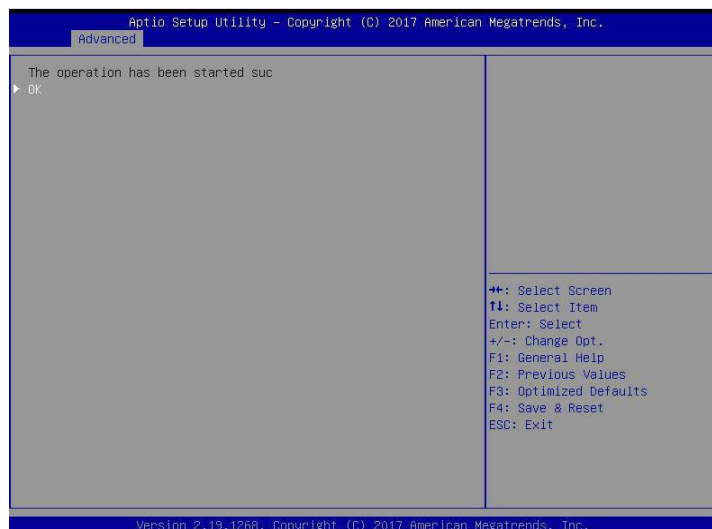 Aptio Setup Utility – Copyright (C) 2017 American Megatrends, Inc.
Advanced
The operation has been started suc
OK
→←: Select Screen
↑↓: Select Item
Enter: Select
+/-: Change Opt.
F1: General Help
F2: Previous Values
F3: Optimized Defaults
F4: Save & Reset
ESC: Exit
Version 2.19.1268. Copyright (C) 2017 American Megatrends, Inc.